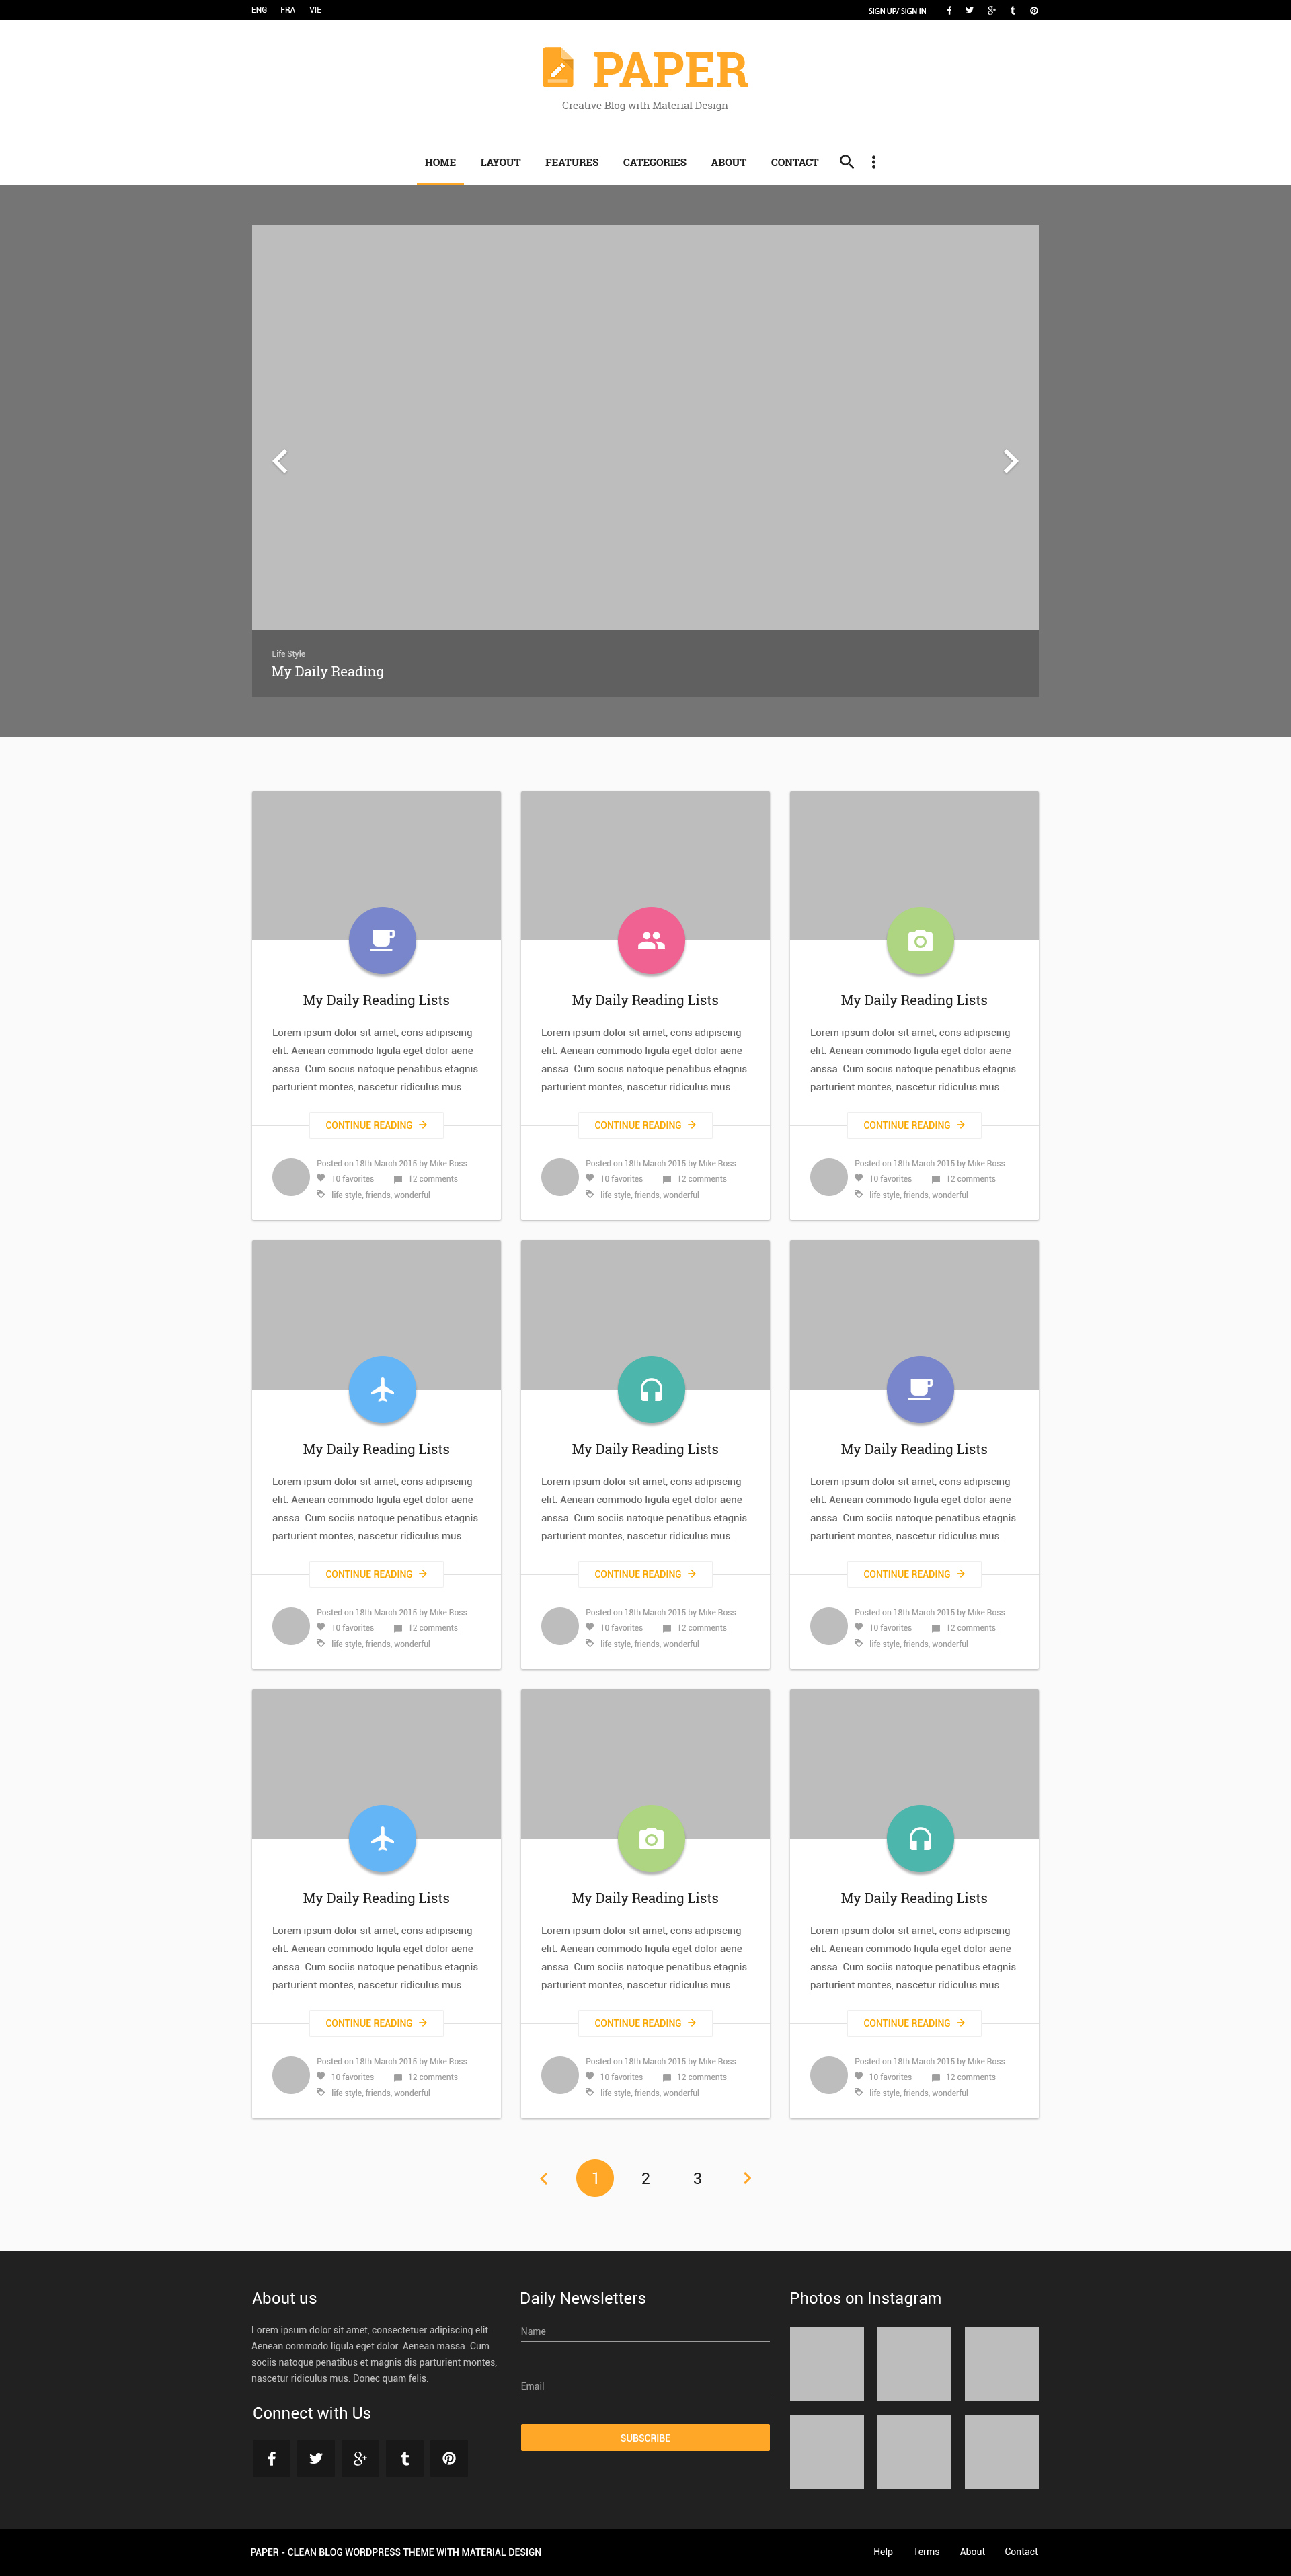 ENG FRA VIE SIGN UP/ SIGN IN
PAPER
Creative Blog with Material Design
HOME LAYOUT FEATURES CATEGORIES ABOUT CONTACT
Life Style
My Daily Reading
My Daily Reading Lists
Lorem ipsum dolor sit amet, cons adipiscing
elit. Aenean commodo ligula eget dolor aene-
anssa. Cum sociis natoque penatibus etagnis
parturient montes, nascetur ridiculus mus.
CONTINUE READING
Posted on 18th March 2015 by Mike Ross
10 favorites 12 comments
life style, friends, wonderful
My Daily Reading Lists
Lorem ipsum dolor sit amet, cons adipiscing
elit. Aenean commodo ligula eget dolor aene-
anssa. Cum sociis natoque penatibus etagnis
parturient montes, nascetur ridiculus mus.
CONTINUE READING
Posted on 18th March 2015 by Mike Ross
10 favorites 12 comments
life style, friends, wonderful
My Daily Reading Lists
Lorem ipsum dolor sit amet, cons adipiscing
elit. Aenean commodo ligula eget dolor aene-
anssa. Cum sociis natoque penatibus etagnis
parturient montes, nascetur ridiculus mus.
CONTINUE READING
Posted on 18th March 2015 by Mike Ross
10 favorites 12 comments
life style, friends, wonderful
My Daily Reading Lists
Lorem ipsum dolor sit amet, cons adipiscing
elit. Aenean commodo ligula eget dolor aene-
anssa. Cum sociis natoque penatibus etagnis
parturient montes, nascetur ridiculus mus.
CONTINUE READING
Posted on 18th March 2015 by Mike Ross
10 favorites 12 comments
life style, friends, wonderful
My Daily Reading Lists
Lorem ipsum dolor sit amet, cons adipiscing
elit. Aenean commodo ligula eget dolor aene-
anssa. Cum sociis natoque penatibus etagnis
parturient montes, nascetur ridiculus mus.
CONTINUE READING
Posted on 18th March 2015 by Mike Ross
10 favorites 12 comments
life style, friends, wonderful
My Daily Reading Lists
Lorem ipsum dolor sit amet, cons adipiscing
elit. Aenean commodo ligula eget dolor aene-
anssa. Cum sociis natoque penatibus etagnis
parturient montes, nascetur ridiculus mus.
CONTINUE READING
Posted on 18th March 2015 by Mike Ross
10 favorites 12 comments
life style, friends, wonderful
My Daily Reading Lists
Lorem ipsum dolor sit amet, cons adipiscing
elit. Aenean commodo ligula eget dolor aene-
anssa. Cum sociis natoque penatibus etagnis
parturient montes, nascetur ridiculus mus.
CONTINUE READING
Posted on 18th March 2015 by Mike Ross
10 favorites 12 comments
life style, friends, wonderful
My Daily Reading Lists
Lorem ipsum dolor sit amet, cons adipiscing
elit. Aenean commodo ligula eget dolor aene-
anssa. Cum sociis natoque penatibus etagnis
parturient montes, nascetur ridiculus mus.
CONTINUE READING
Posted on 18th March 2015 by Mike Ross
10 favorites 12 comments
life style, friends, wonderful
My Daily Reading Lists
Lorem ipsum dolor sit amet, cons adipiscing
elit. Aenean commodo ligula eget dolor aene-
anssa. Cum sociis natoque penatibus etagnis
parturient montes, nascetur ridiculus mus.
CONTINUE READING
Posted on 18th March 2015 by Mike Ross
10 favorites 12 comments
life style, friends, wonderful
1 2 3
About us
Lorem ipsum dolor sit amet, consectetuer adipiscing elit.
Aenean commodo ligula eget dolor. Aenean massa. Cum
sociis natoque penatibus et magnis dis parturient montes,
nascetur ridiculus mus. Donec quam felis.
Connect with Us
Daily Newsletters
Name
Email
SUBSCRIBE
Photos on Instagram
PAPER - CLEAN BLOG WORDPRESS THEME WITH MATERIAL DESIGN
Help Terms About Contact